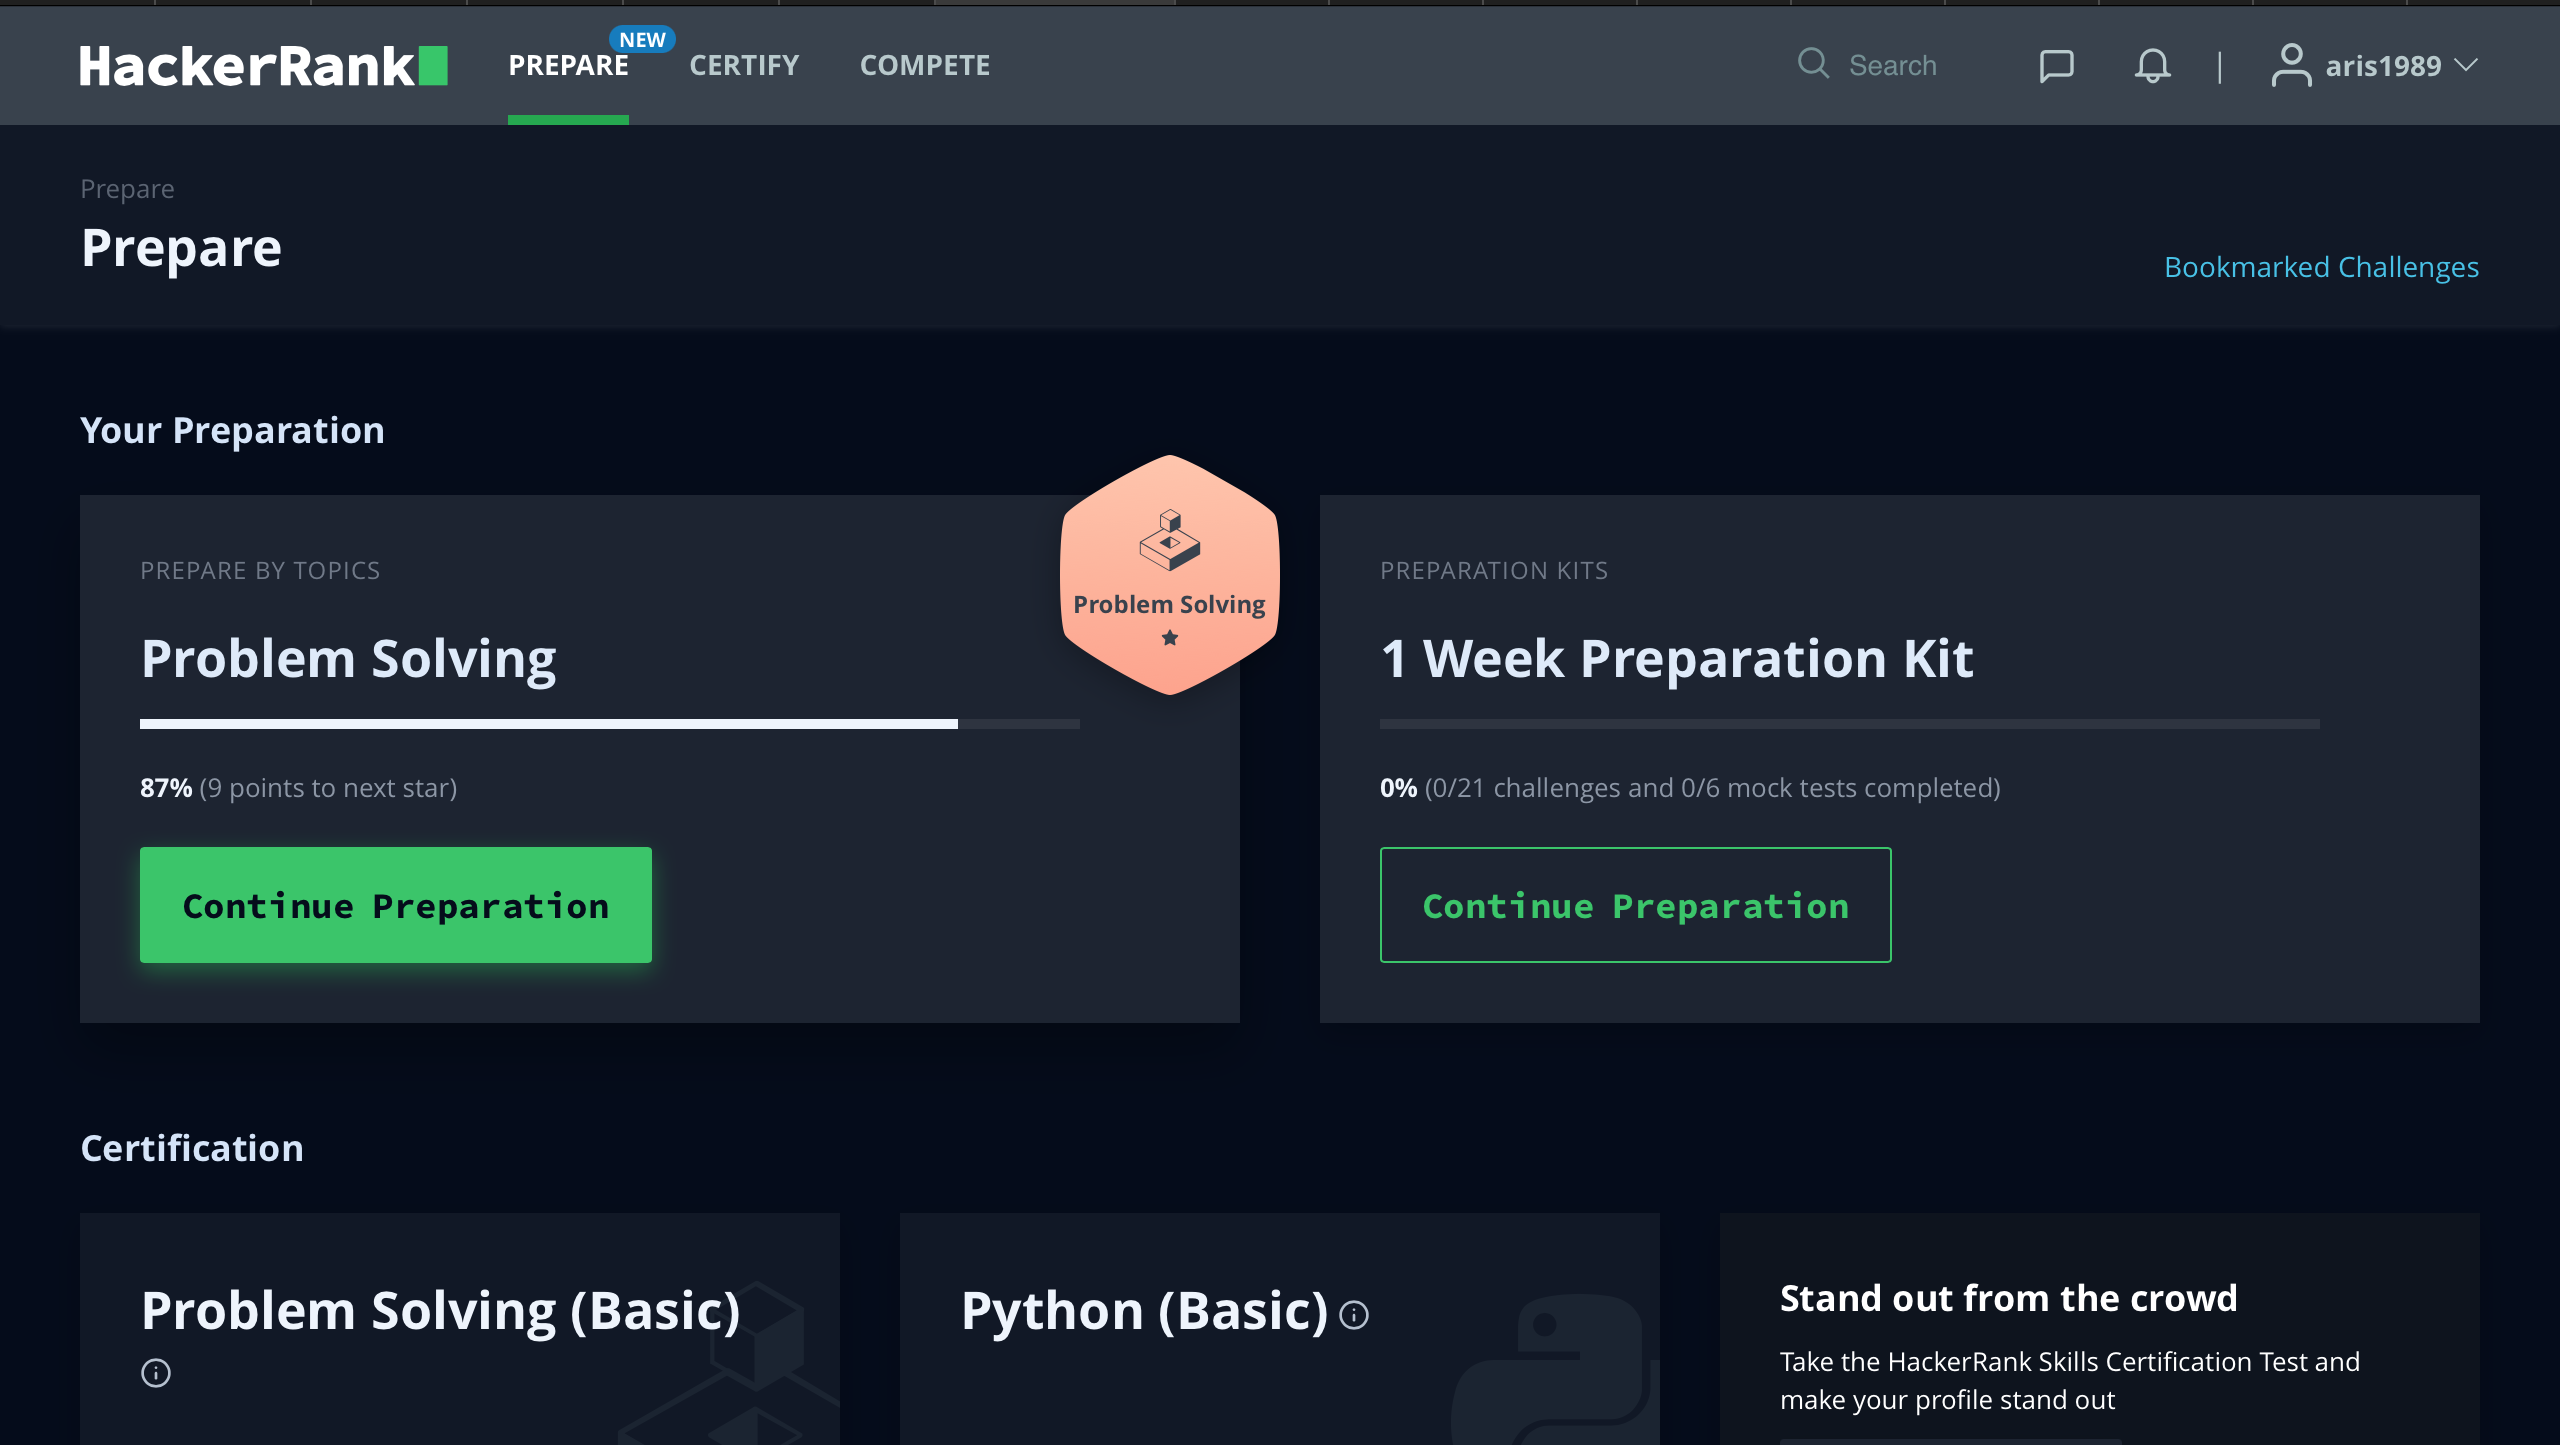 HackerRank
PREPARE
NEW
CERTIFY
COMPETE
Search
aris1989
Prepare
Prepare
Bookmarked Challenges
Your Preparation
PREPARE BY TOPICS
Problem Solving
Problem Solving
87% (9 points to next star)
Continue Preparation
PREPARATION KITS
1 Week Preparation Kit
0% (0/21 challenges and 0/6 mock tests completed)
Continue Preparation
Certification
Problem Solving (Basic)
Python (Basic)
Stand out from the crowd
Take the HackerRank Skills Certification Test and
make your profile stand out